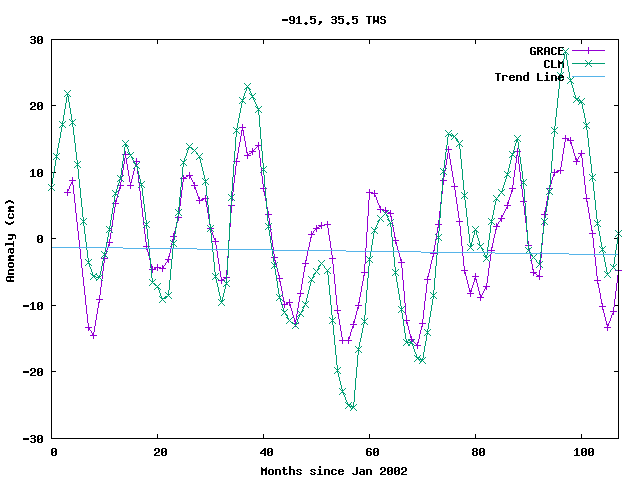 -91.5, 35.5 TWS
GRACE
CLM
Trend Line
30
20
10
0
-10
-20
-30
Anomaly (cm)
0 20 40 60 80 100
Months since Jan 2002